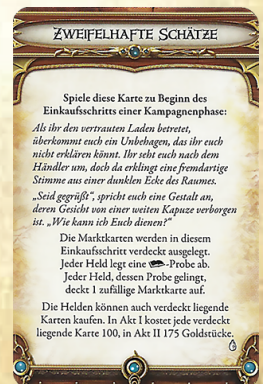 ZWEIFELHAFTE SCHÄTZE
Spiele diese Karte zu Beginn des
Einkaufsschritts einer Kampagnenphase:
Als ihr den vertrauten Laden betretet,
überkommt euch ein Unbehagen, das ihr euch
nicht erklären könnt. Ihr seht euch nach dem
Händler um, doch da erklingt eine fremdartige
Stimme aus einer dunklen Ecke des Raumes.
„Seid gegrüßt“, spricht euch eine Gestalt an,
deren Gesicht von einer weiten Kapuze verborgen
ist. „Wie kann ich Euch dienen?“
Die Marktkarten werden in diesem
Einkaufsschritt verdeckt ausgelegt.
Jeder Held legt eine -Probe ab.
Jeder Held, dessen Probe gelingt,
deckt 1 zufällige Marktkarte auf.
Die Helden können auch verdeckt liegende
Karten kaufen. In Akt I kostet jede verdeckt
liegende Karte 100, in Akt II 175 Goldstücke.